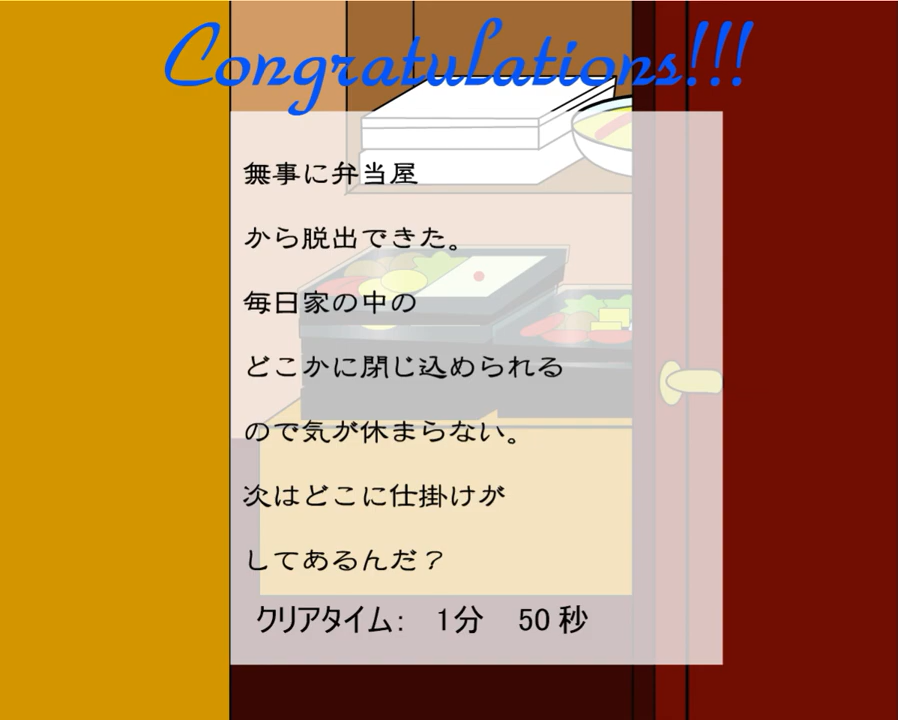 Congratulations!!!
無事に弁当屋
から脱出できた。
毎日家の中の
どこかに閉じ込められる
ので気が休まらない。
次はどこに仕掛けが
してあるんだ？
クリアタイム:　1分　50 秒